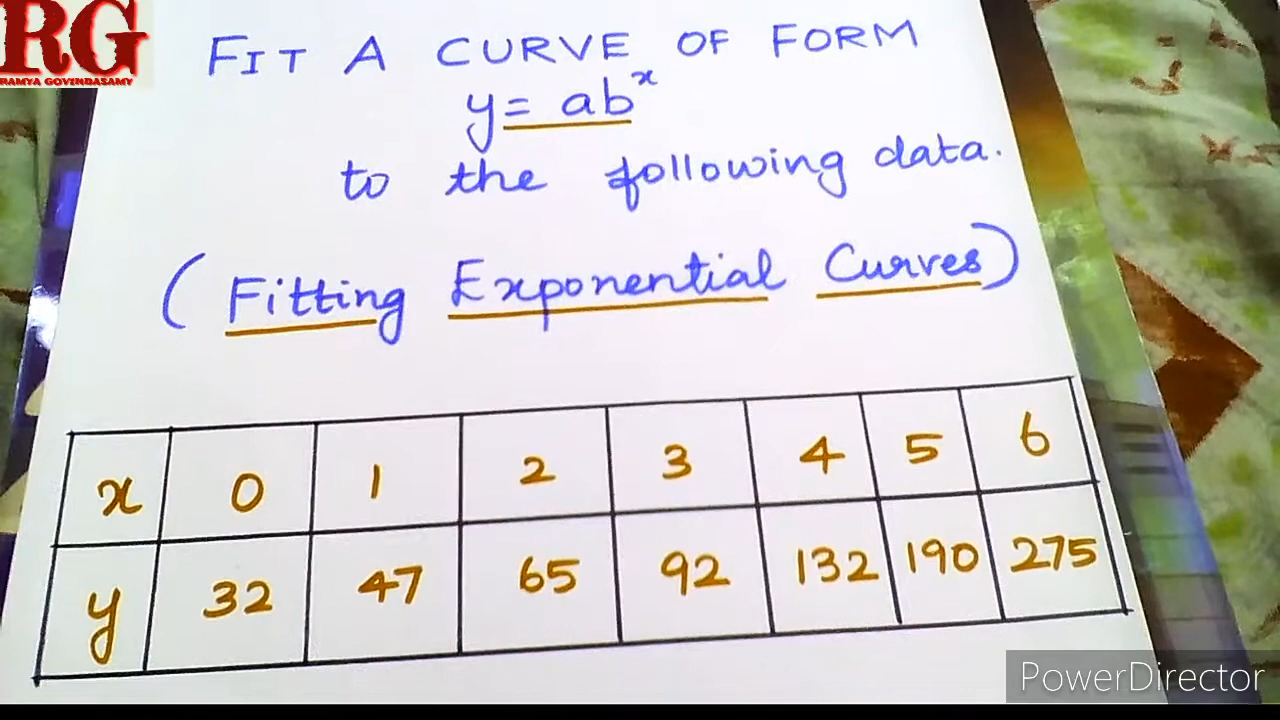 RG
RAMYA GOVINDASAMY
FIT A CURVE OF FORM
y = ab^x
to the following data.
(Fitting Exponential Curves)
x 0 1 2 3 4 5 6
y 32 47 65 92 132 190 275
PowerDirector